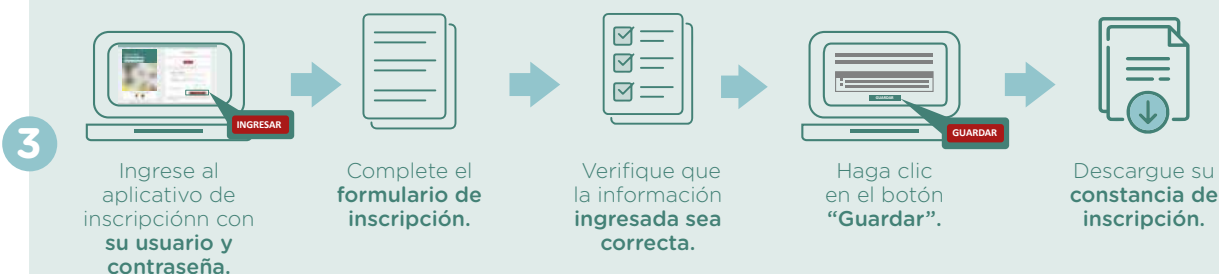 3
INGRESAR
Ingrese al
aplicativo de
inscripciónn con
su usuario y
contraseña.
Complete el
formulario de
inscripción.
Verifique que
la información
ingresada sea
correcta.
GUARDAR
GUARDAR
Haga clic
en el botón
“Guardar”.
Descargue su
constancia de
inscripción.